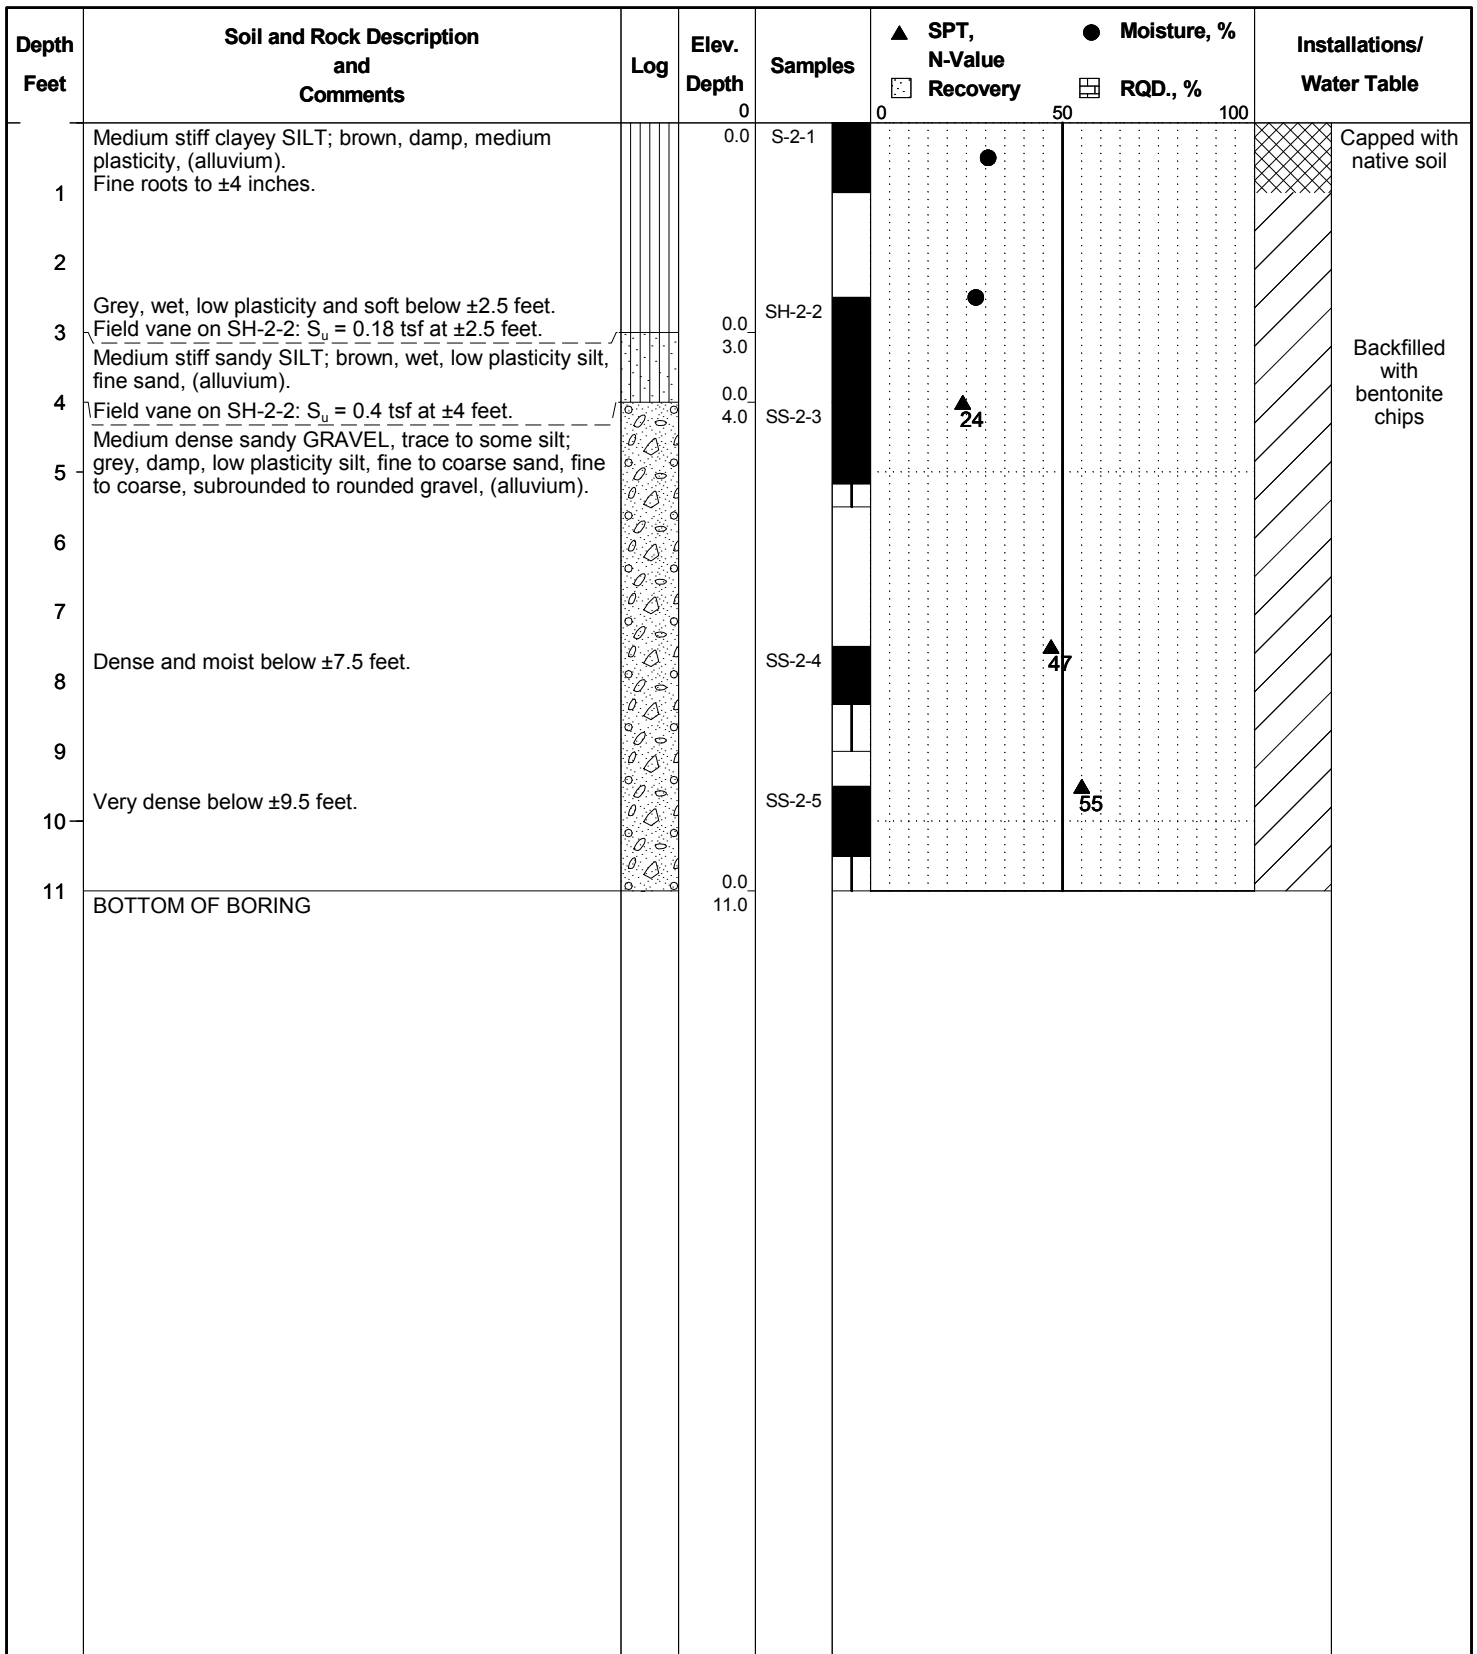 Depth
Feet
Soil and Rock Description
and
Comments
Log
Elev.
Depth
0
Samples
SPT,
N-Value
Moisture, %
Recovery
RQD., %
0 50 100
Installations/
Water Table
Medium stiff clayey SILT; brown, damp, medium
plasticity, (alluvium).
Fine roots to ±4 inches.
0.0
S-2-1
Capped with
native soil
1
2
Grey, wet, low plasticity and soft below ±2.5 feet.
SH-2-2
Field vane on SH-2-2: Su = 0.18 tsf at ±2.5 feet.
0.0
3
3.0
Medium stiff sandy SILT; brown, wet, low plasticity silt,
fine sand, (alluvium).
Backfilled
with
bentonite
chips
0.0
4
Field vane on SH-2-2: Su = 0.4 tsf at ±4 feet.
4.0
SS-2-3
24
Medium dense sandy GRAVEL, trace to some silt;
grey, damp, low plasticity silt, fine to coarse sand, fine
to coarse, subrounded to rounded gravel, (alluvium).
5
6
7
Dense and moist below ±7.5 feet.
SS-2-4
47
8
9
Very dense below ±9.5 feet.
SS-2-5
55
10
0.0
11
BOTTOM OF BORING
11.0